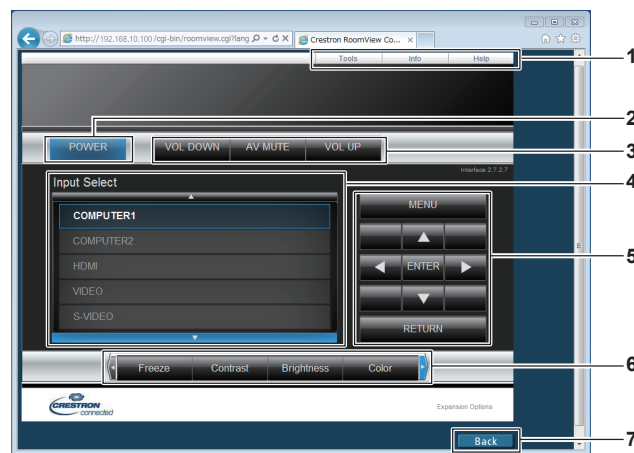 http://192.168.10.100/cgi-bin/roomview.cgi?lang
Crestron RoomView Co...
Tools Info Help
1
2
POWER VOL DOWN AV MUTE VOL UP
3
Interface 2.7.2.7
Input Select
4
COMPUTER1
COMPUTER2
HDMI
VIDEO
S-VIDEO
MENU
ENTER
RETURN
5
Freeze Contrast Brightness Color
6
CRESTRON
connected
Expansion Options
Back
7